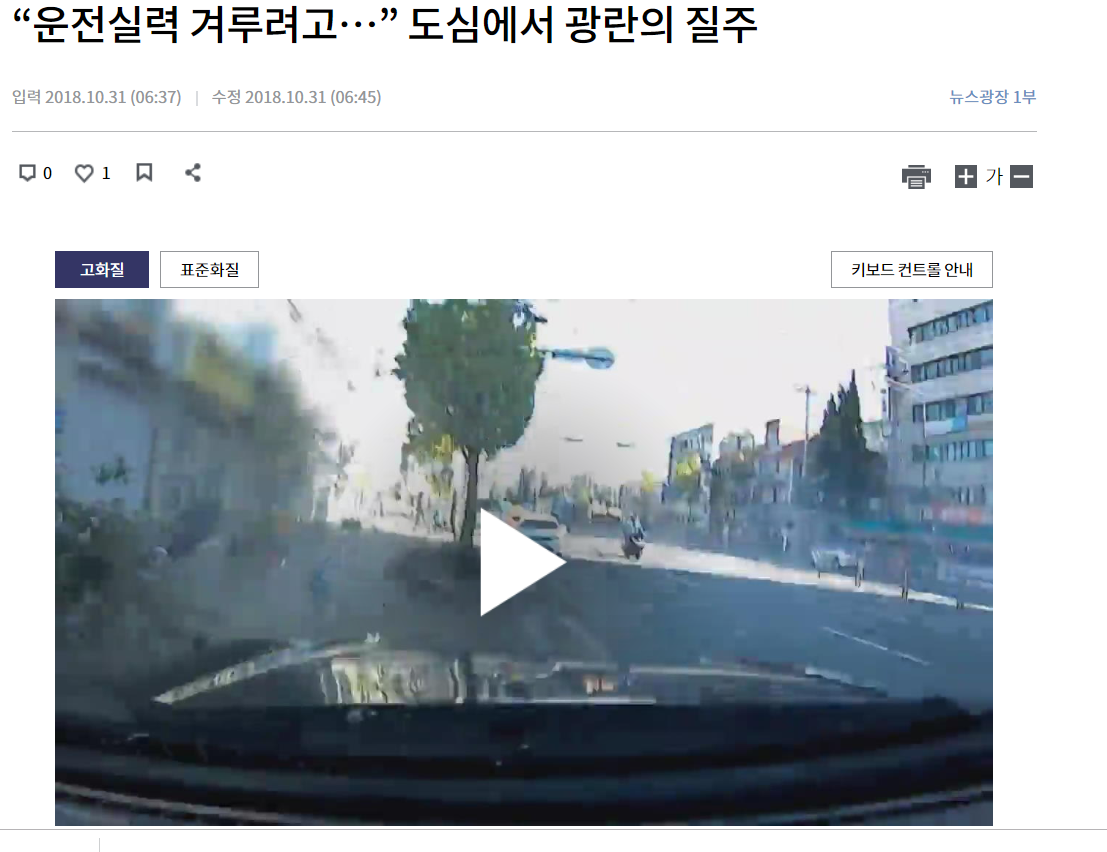 “운전실력 겨루려고…” 도심에서 광란의 질주
입력 2018.10.31 (06:37) | 수정 2018.10.31 (06:45) 뉴스광장 1부
0 1 가
고화질 표준화질 키보드 컨트롤 안내